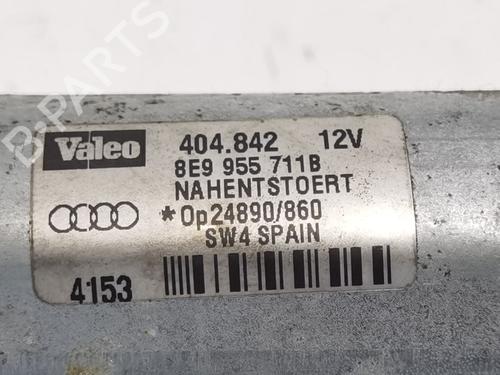 Valeo 404.842 12V
8E9 955 711B
NAHENTSTOERT
*Op24890/860
SW4 SPAIN
4153
B-Parts